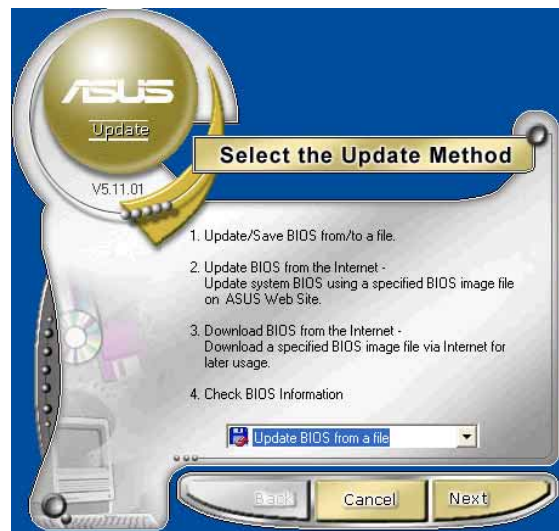 ASUS
Update
V5.11.01
Select the Update Method
1. Update/Save BIOS from/to a file.
2. Update BIOS from the Internet -
Update system BIOS using a specified BIOS image file
on ASUS Web Site.
3. Download BIOS from the Internet -
Download a specified BIOS image file via Internet for
later usage.
4. Check BIOS Information
Update BIOS from a file
Back
Cancel
Next